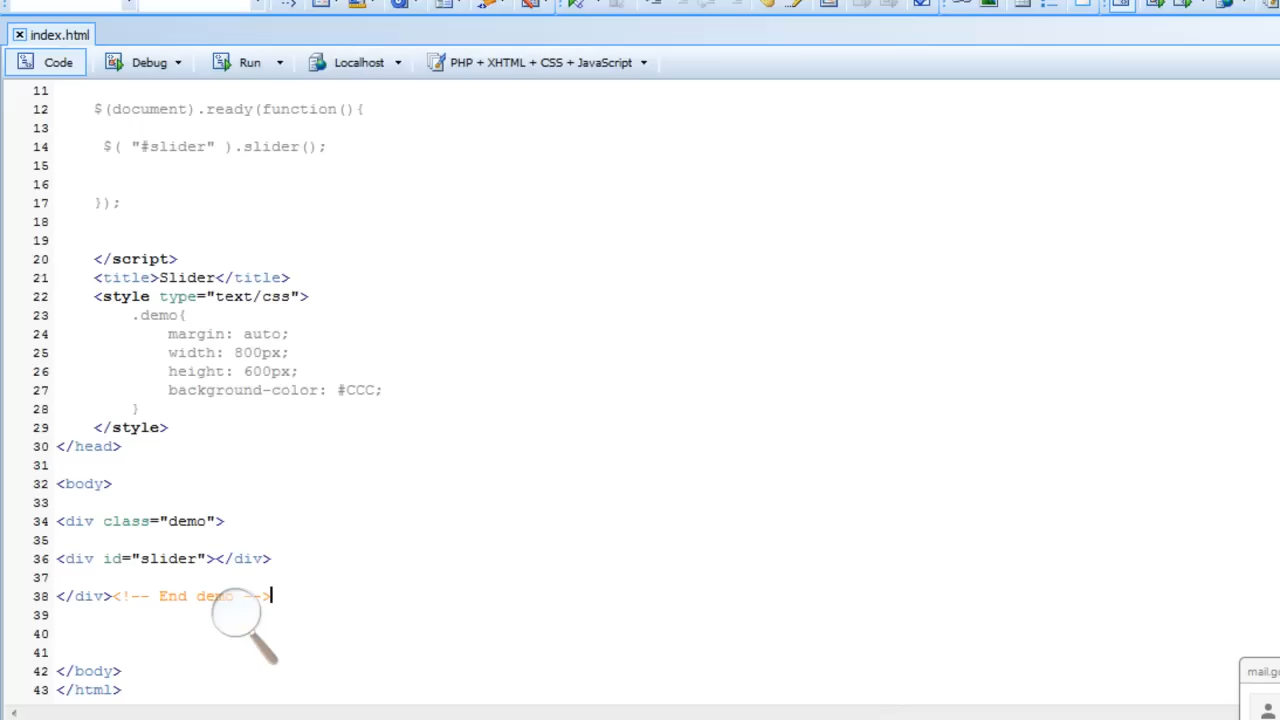 index.html
Code Debug Run Localhost PHP + XHTML + CSS + JavaScript
11
12 $(document).ready(function(){
13
14 $( "#slider" ).slider();
15
16
17 });
18
19
20 </script>
21 <title>Slider</title>
22 <style type="text/css">
23 .demo{
24 margin: auto;
25 width: 800px;
26 height: 600px;
27 background-color: #CCC;
28 }
29 </style>
30 </head>
31
32 <body>
33
34 <div class="demo">
35
36 <div id="slider"></div>
37
38 </div><!-- End demo -->
39
40
41
42 </body>
43 </html>